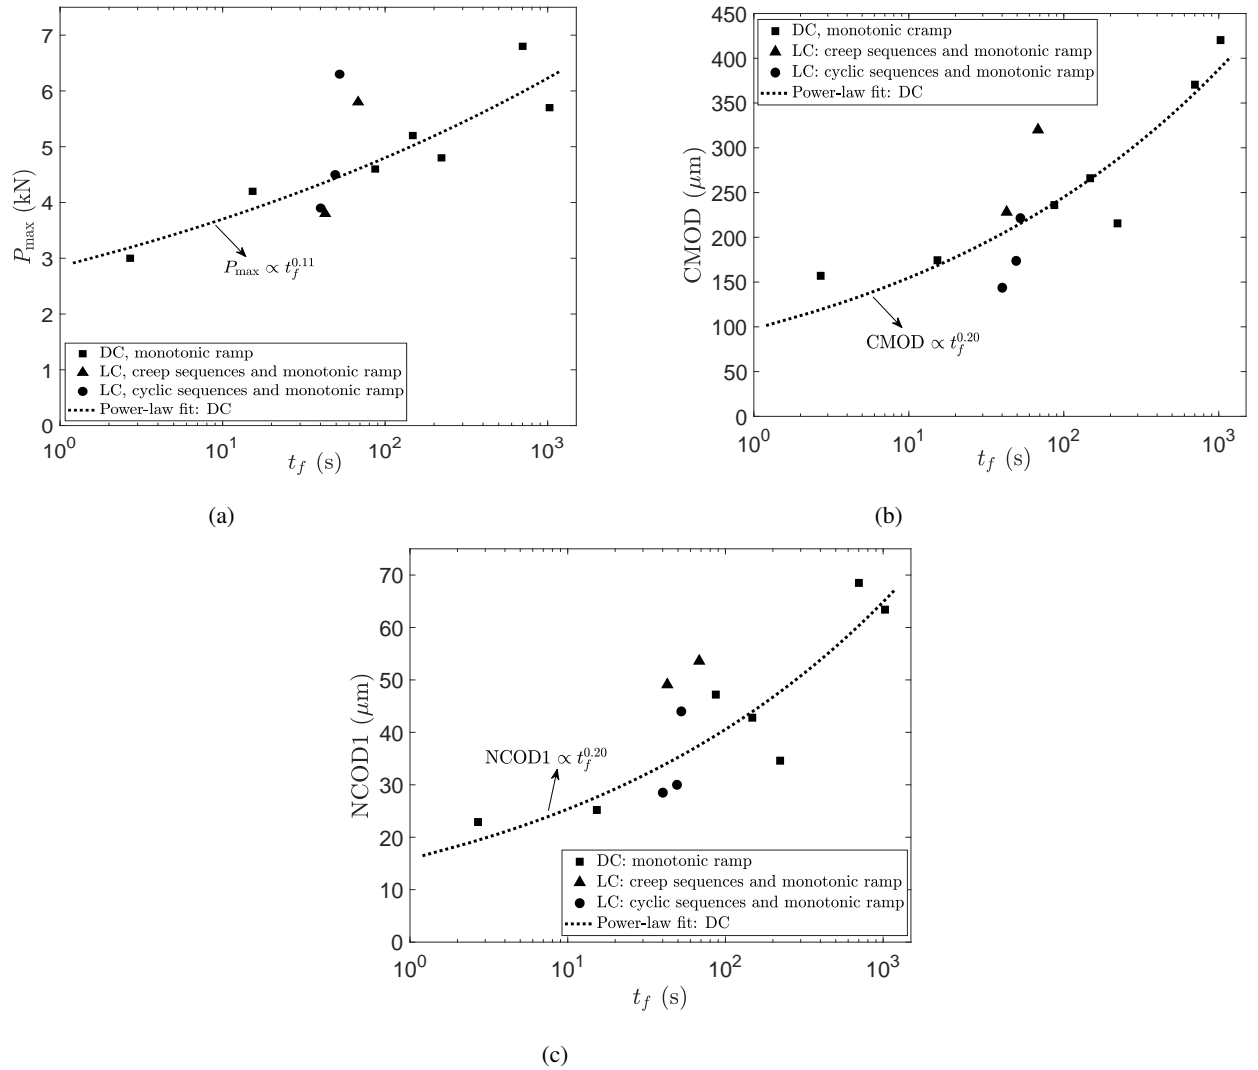 7
6
5
4
3
2
1
0
P_max (kN)
P_max ∝ t_f^0.11
DC, monotonic ramp
LC, creep sequences and monotonic ramp
LC, cyclic sequences and monotonic ramp
Power-law fit: DC
10^0 10^1 10^2 10^3
t_f (s)
(a)
450
400
350
300
250
200
150
100
50
0
CMOD (μm)
DC, monotonic cramp
LC: creep sequences and monotonic ramp
LC: cyclic sequences and monotonic ramp
Power-law fit: DC
CMOD ∝ t_f^0.20
10^0 10^1 10^2 10^3
t_f (s)
(b)
70
60
50
40
30
20
10
0
NCOD1 (μm)
NCOD1 ∝ t_f^0.20
DC: monotonic ramp
LC: creep sequences and monotonic ramp
LC: cyclic sequences and monotonic ramp
Power-law fit: DC
10^0 10^1 10^2 10^3
t_f (s)
(c)